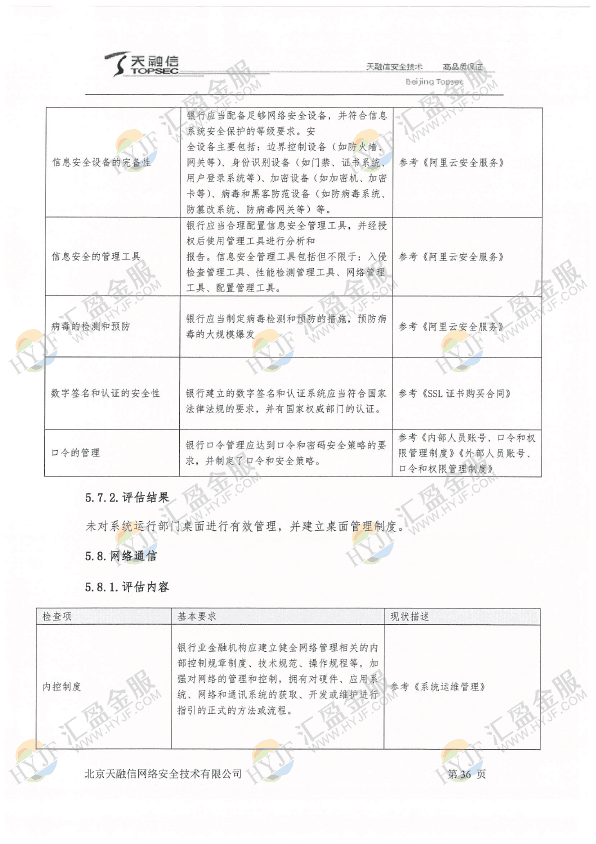 天融信
TOPSEC
天融信安全技术 高品质保证
Beijing Topsec
信息安全设备的完备性
银行应当配备足够网络安全设备，并符合信息
系统安全保护的等级要求。安
全设备主要包括：边界控制设备（如防火墙、
网关等）、身份识别设备（如门禁、证书系统、
用户登录系统等）、加密设备（如加密机、加密
卡等）、病毒和黑客防范设备（如防病毒系统、
防篡改系统、防病毒网关等）等。
参考《阿里云安全服务》
信息安全的管理工具
银行应当合理配置信息安全管理工具，并经授
权后使用管理工具进行分析和
报告。信息安全管理工具包括但不限于：入侵
检查管理工具、性能检测管理工具、网络管理
工具、配置管理工具。
参考《阿里云安全服务》
病毒的检测和预防
银行应当制定病毒检测和预防的措施，预防病
毒的大规模爆发
参考《阿里云安全服务》
数字签名和认证的安全性
银行建立的数字签名和认证系统应当符合国家
法律法规的要求，并有国家权威部门的认证。
参考《SSL 证书购买合同》
口令的管理
银行口令管理应达到口令和密码安全策略的要
求，并制定了口令和安全策略。
参考《内部人员账号、口令和权
限管理制度》《外部人员账号、
口令和权限管理制度》
5.7.2.评估结果
未对系统运行部门桌面进行有效管理，并建立桌面管理制度。
5.8.网络通信
5.8.1.评估内容
检查项 基本要求 现状描述
内控制度
银行业金融机构应建立健全网络管理相关的内
部控制规章制度、技术规范、操作规程等，加
强对网络的管理和控制，拥有对硬件、应用系
统、网络和通讯系统的获取、开发或维护进行
指引的正式的方法或流程。
参考《系统运维管理》
北京天融信网络安全技术有限公司 第 36 页
汇盈金服
WWW.HYJF.COM